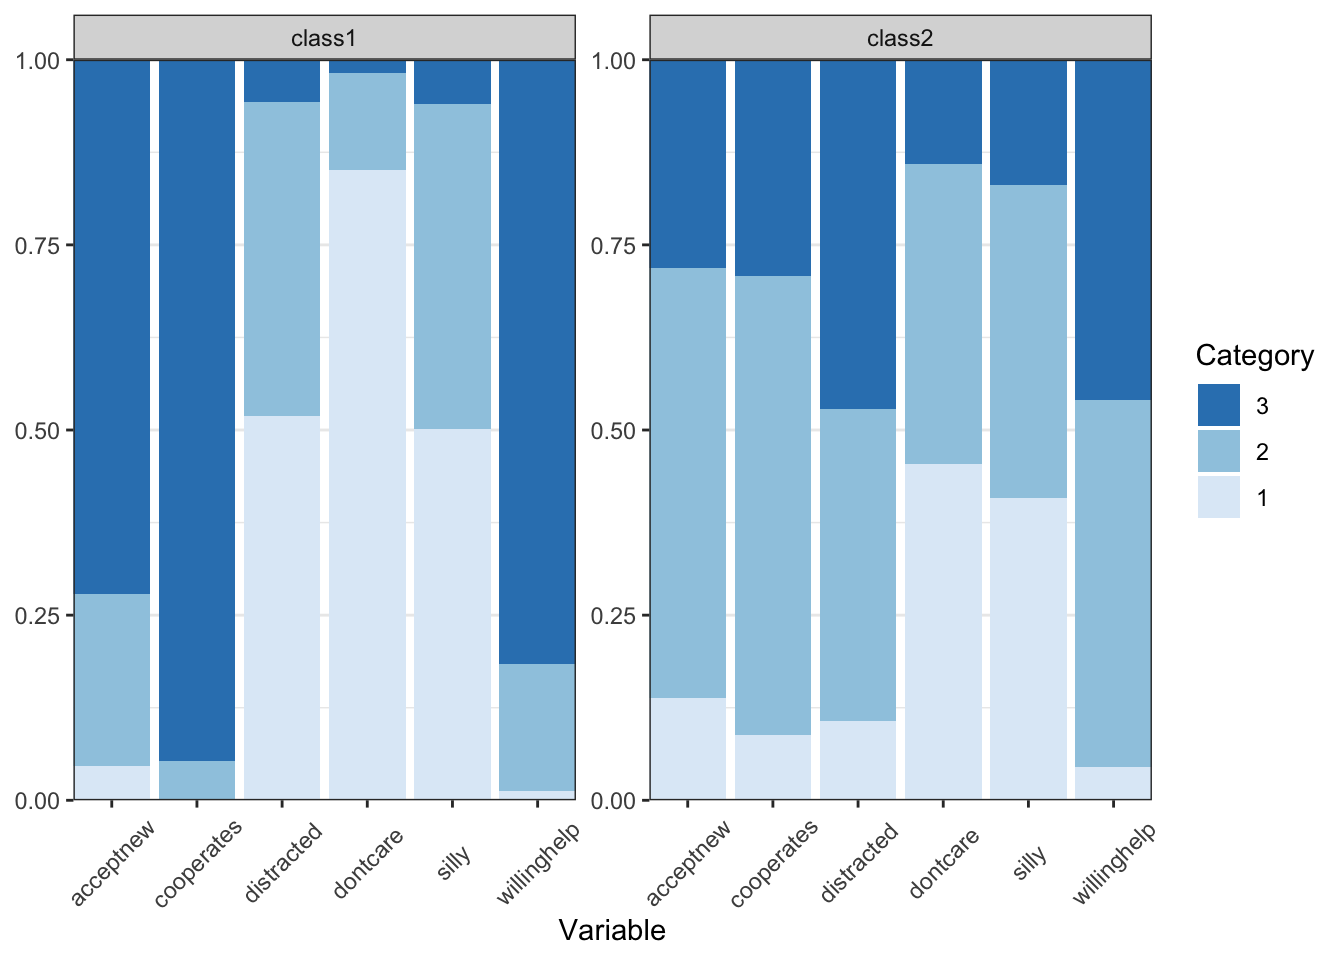 class1
class2
1.00
0.75
0.50
0.25
0.00
1.00
0.75
0.50
0.25
0.00
acceptnew
cooperates
distracted
dontcare
silly
willinghelp
acceptnew
cooperates
distracted
dontcare
silly
willinghelp
Variable
Category
3
2
1